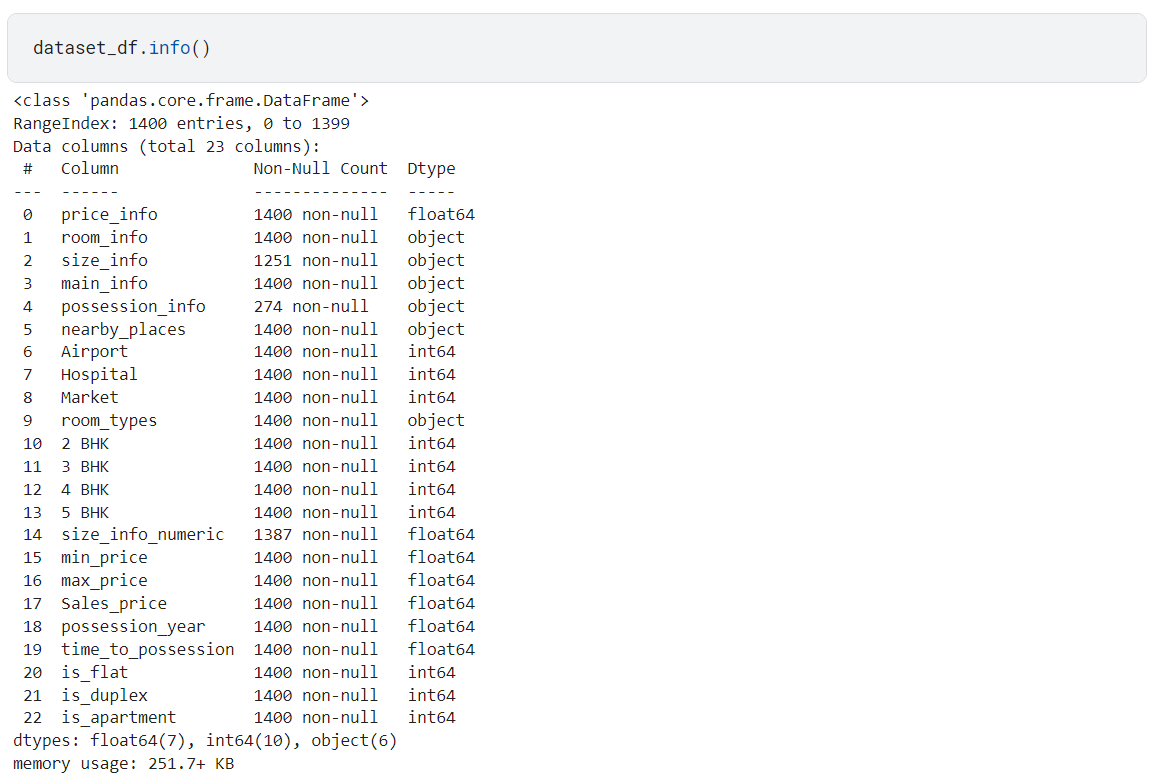 dataset_df.info()
<class 'pandas.core.frame.DataFrame'>
RangeIndex: 1400 entries, 0 to 1399
Data columns (total 23 columns):
 #   Column              Non-Null Count  Dtype
---  ------              --------------  -----
 0   price_info          1400 non-null   float64
 1   room_info           1400 non-null   object
 2   size_info           1251 non-null   object
 3   main_info           1400 non-null   object
 4   possession_info     274 non-null    object
 5   nearby_places       1400 non-null   object
 6   Airport             1400 non-null   int64
 7   Hospital            1400 non-null   int64
 8   Market              1400 non-null   int64
 9   room_types          1400 non-null   object
 10  2 BHK               1400 non-null   int64
 11  3 BHK               1400 non-null   int64
 12  4 BHK               1400 non-null   int64
 13  5 BHK               1400 non-null   int64
 14  size_info_numeric   1387 non-null   float64
 15  min_price           1400 non-null   float64
 16  max_price           1400 non-null   float64
 17  Sales_price         1400 non-null   float64
 18  possession_year     1400 non-null   float64
 19  time_to_possession  1400 non-null   float64
 20  is_flat             1400 non-null   int64
 21  is_duplex           1400 non-null   int64
 22  is_apartment        1400 non-null   int64
dtypes: float64(7), int64(10), object(6)
memory usage: 251.7+ KB